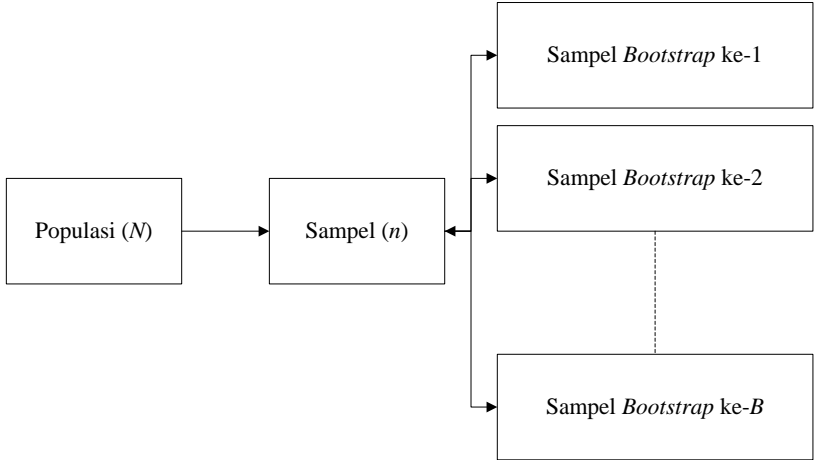 Sampel Bootstrap ke-1
Sampel Bootstrap ke-2
Populasi (N)
Sampel (n)
Sampel Bootstrap ke-B